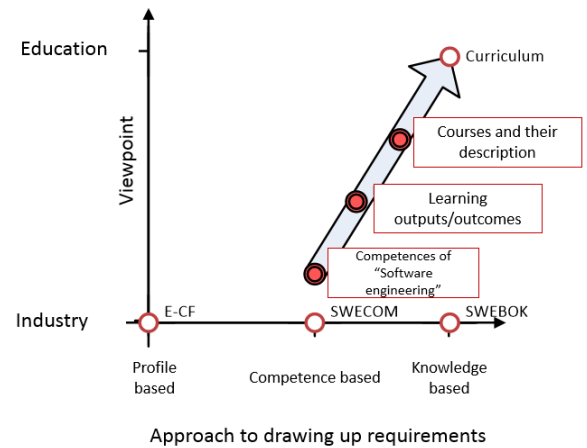 Education
Curriculum
Viewpoint
Courses and their
description
Learning
outputs/outcomes
Competences of
“Software
engineering”
Industry
E-CF
SWECOM
SWEBOK
Profile
based
Competence based
Knowledge
based
Approach to drawing up requirements